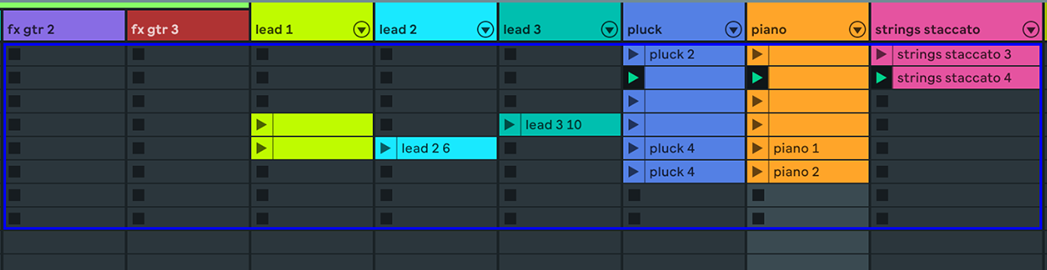 fx gtr 2 fx gtr 3 lead 1 lead 2 lead 3 pluck piano strings staccato
pluck 2 strings staccato 3
strings staccato 4
lead 3 10
lead 2 6 pluck 4 piano 1
pluck 4 piano 2